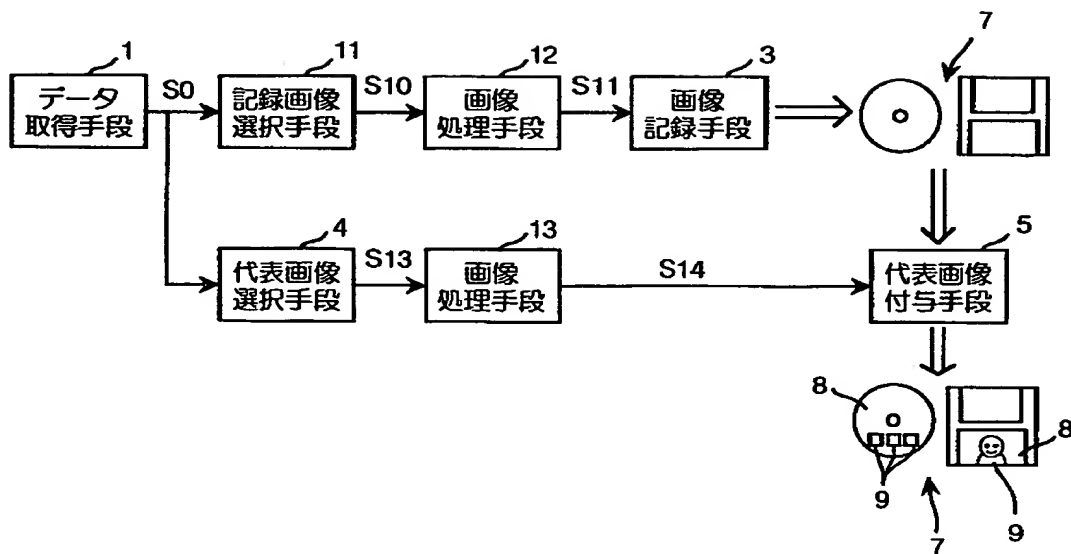 1
データ
取得手段
S0
11
記録画像
選択手段
S10
12
画像
処理手段
S11
3
画像
記録手段
7
4
代表画像
選択手段
S13
13
画像
処理手段
S14
5
代表画像
付与手段
8
9
8
9
7